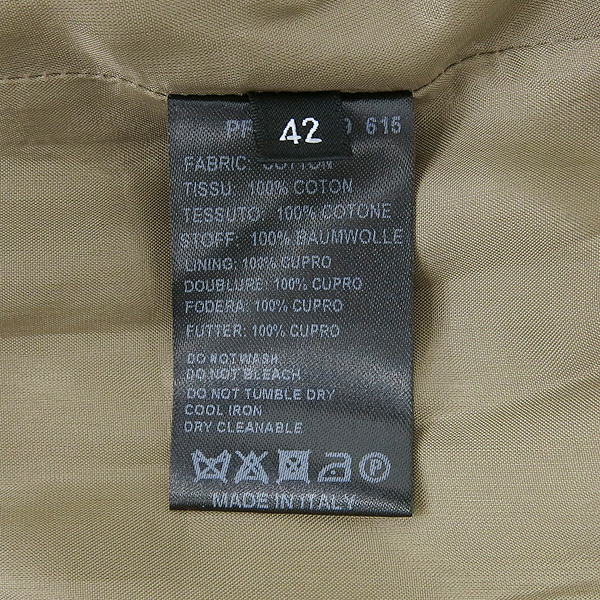 42
615
FABRIC: COTTON
TISSU: 100% COTON
TESSUTO: 100% COTONE
STOFF: 100% BAUMWOLLE
LINING: 100% CUPRO
DOUBLURE: 100% CUPRO
FODERA: 100% CUPRO
FUTTER: 100% CUPRO
DO NOT WASH
DO NOT BLEACH
DO NOT TUMBLE DRY
COOL IRON
DRY CLEANABLE
P
MADE IN ITALY